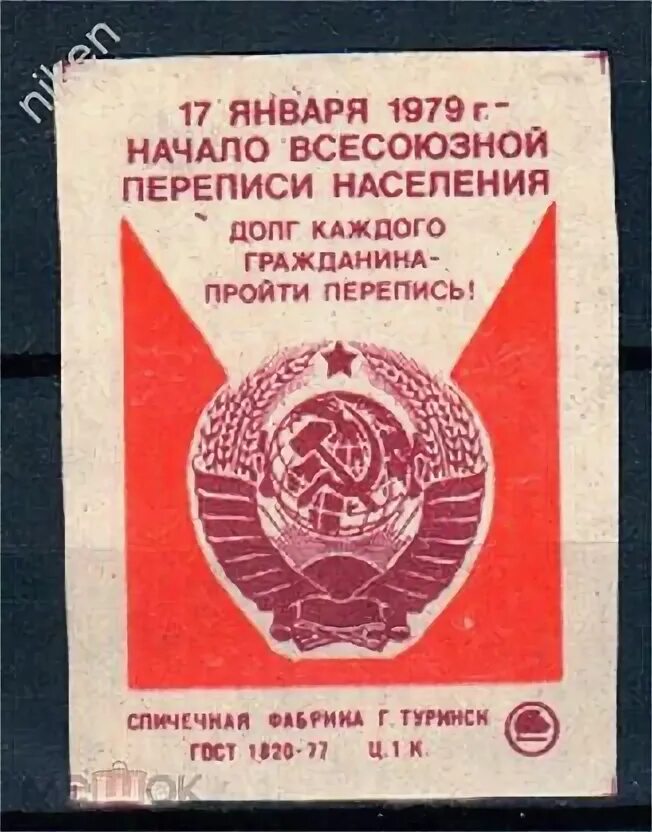 niken
17 ЯНВАРЯ 1979 г.-
НАЧАЛО ВСЕСОЮЗНОЙ
ПЕРЕПИСИ НАСЕЛЕНИЯ
ДОЛГ КАЖДОГО
ГРАЖДАНИНА-
ПРОЙТИ ПЕРЕПИСЬ!
СПИЧЕЧНАЯ ФАБРИКА Г. ТУРИНСК
ГОСТ 1820-77 Ц. 1 К.